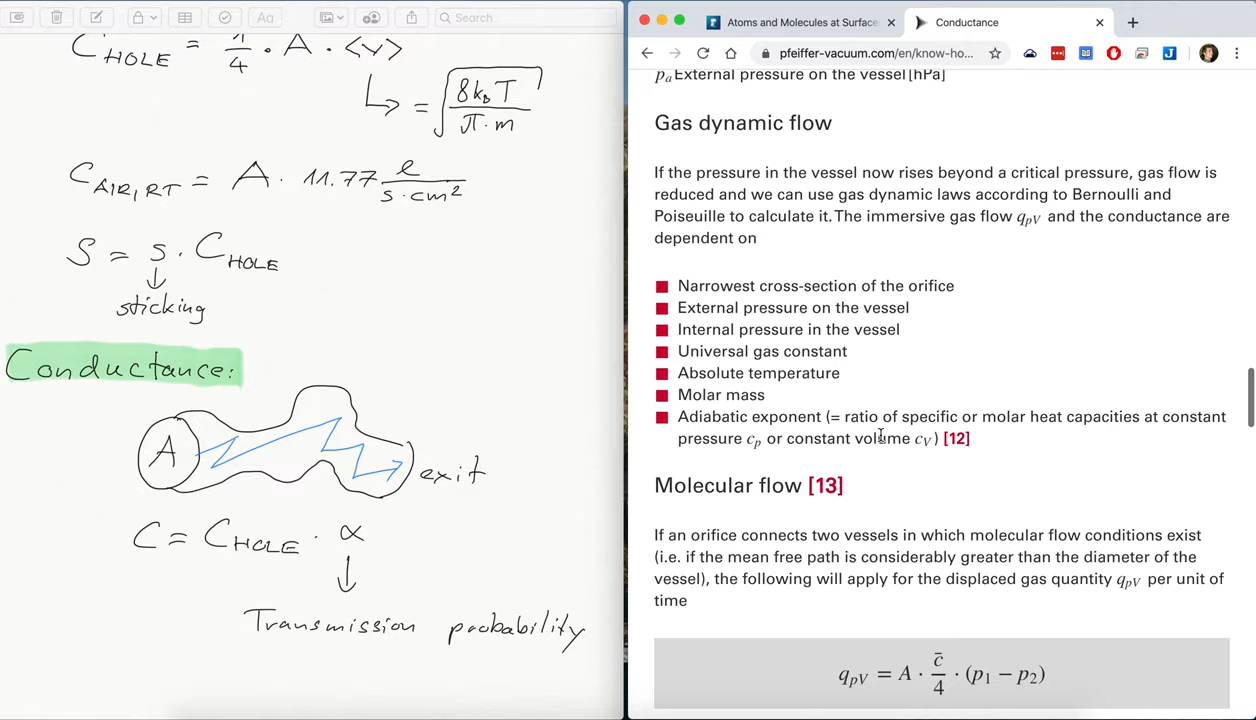 Aa
Search
C_HOLE = 1/4 · A · <v>
↳ = √(8k_BT / π·m)
C_AIR,RT = A · 11.77 ℓ / s·cm²
S = s · C_HOLE
sticking
Conductance:
A
exit
C = C_HOLE · α
Transmission probability
Atoms and Molecules at Surface
Conductance
pfeiffer-vacuum.com/en/know-ho...
p_a External pressure on the vessel [hPa]
Gas dynamic flow
If the pressure in the vessel now rises beyond a critical pressure, gas flow is
reduced and we can use gas dynamic laws according to Bernoulli and
Poiseuille to calculate it. The immersive gas flow q_pV and the conductance are
dependent on
Narrowest cross-section of the orifice
External pressure on the vessel
Internal pressure in the vessel
Universal gas constant
Absolute temperature
Molar mass
Adiabatic exponent (= ratio of specific or molar heat capacities at constant
pressure c_p or constant volume c_V) [12]
Molecular flow [13]
If an orifice connects two vessels in which molecular flow conditions exist
(i.e. if the mean free path is considerably greater than the diameter of the
vessel), the following will apply for the displaced gas quantity q_pV per unit of
time
q_pV = A · c̄/4 · (p₁ − p₂)